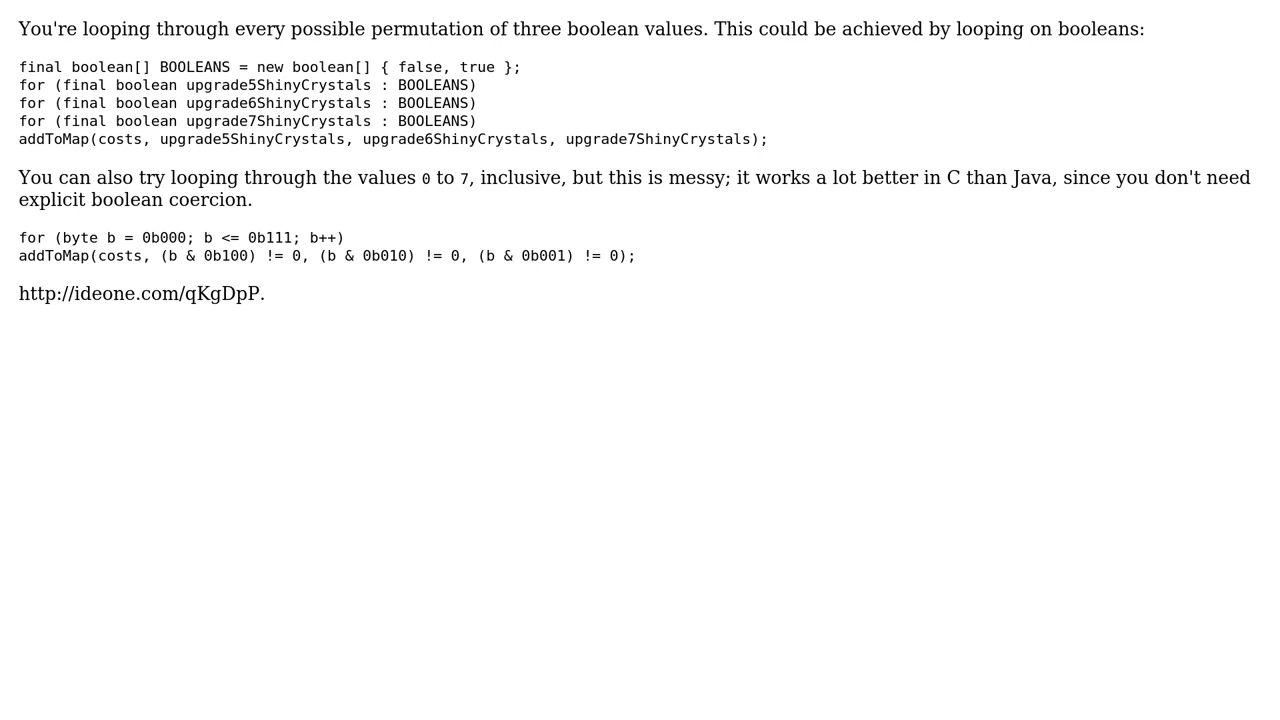 You're looping through every possible permutation of three boolean values. This could be achieved by looping on booleans:
final boolean[] BOOLEANS = new boolean[] { false, true };
for (final boolean upgrade5ShinyCrystals : BOOLEANS)
for (final boolean upgrade6ShinyCrystals : BOOLEANS)
for (final boolean upgrade7ShinyCrystals : BOOLEANS)
addToMap(costs, upgrade5ShinyCrystals, upgrade6ShinyCrystals, upgrade7ShinyCrystals);
You can also try looping through the values 0 to 7, inclusive, but this is messy; it works a lot better in C than Java, since you don't need
explicit boolean coercion.
for (byte b = 0b000; b <= 0b111; b++)
addToMap(costs, (b & 0b100) != 0, (b & 0b010) != 0, (b & 0b001) != 0);
http://ideone.com/qKgDpP.